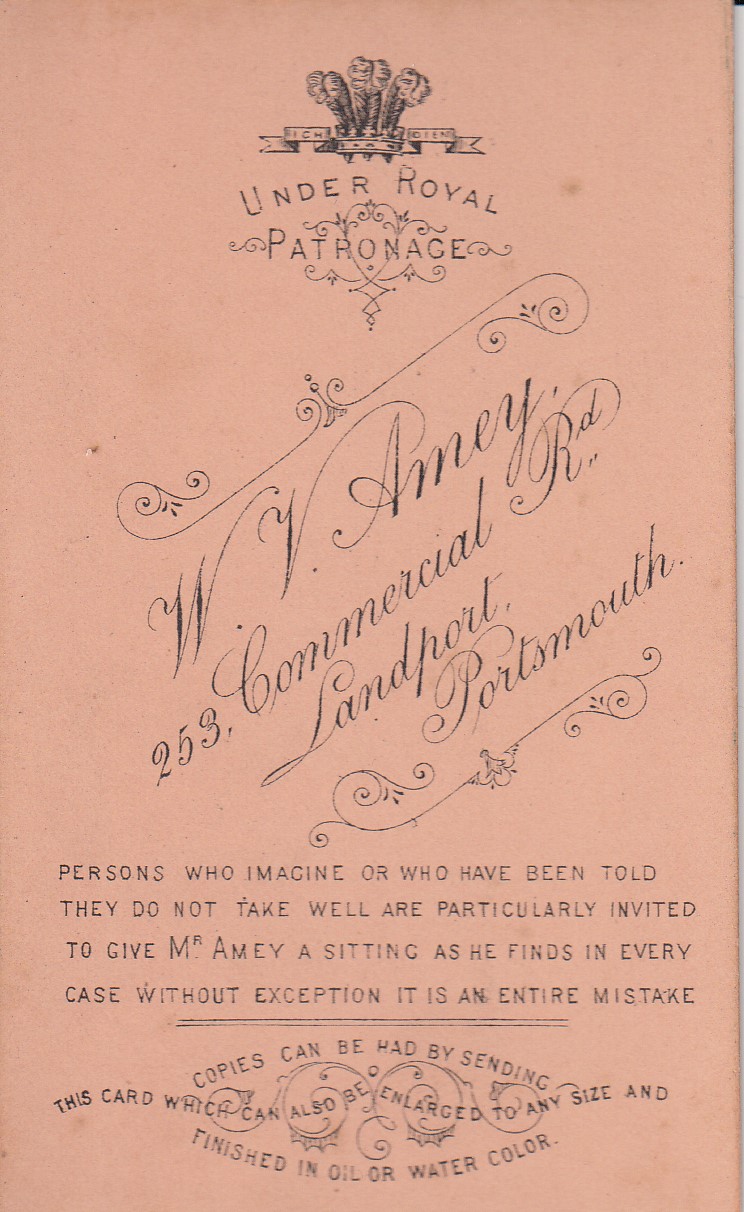 ICH DIEN
UNDER ROYAL
PATRONAGE
W. V. Amey,
253, Commercial Rd.,
Landport,
Portsmouth.
PERSONS WHO IMAGINE OR WHO HAVE BEEN TOLD
THEY DO NOT TAKE WELL ARE PARTICULARLY INVITED
TO GIVE MR. AMEY A SITTING AS HE FINDS IN EVERY
CASE WITHOUT EXCEPTION IT IS AN ENTIRE MISTAKE
COPIES CAN BE HAD BY SENDING
THIS CARD WHICH CAN ALSO BE ENLARGED TO ANY SIZE AND
FINISHED IN OIL OR WATER COLOR.